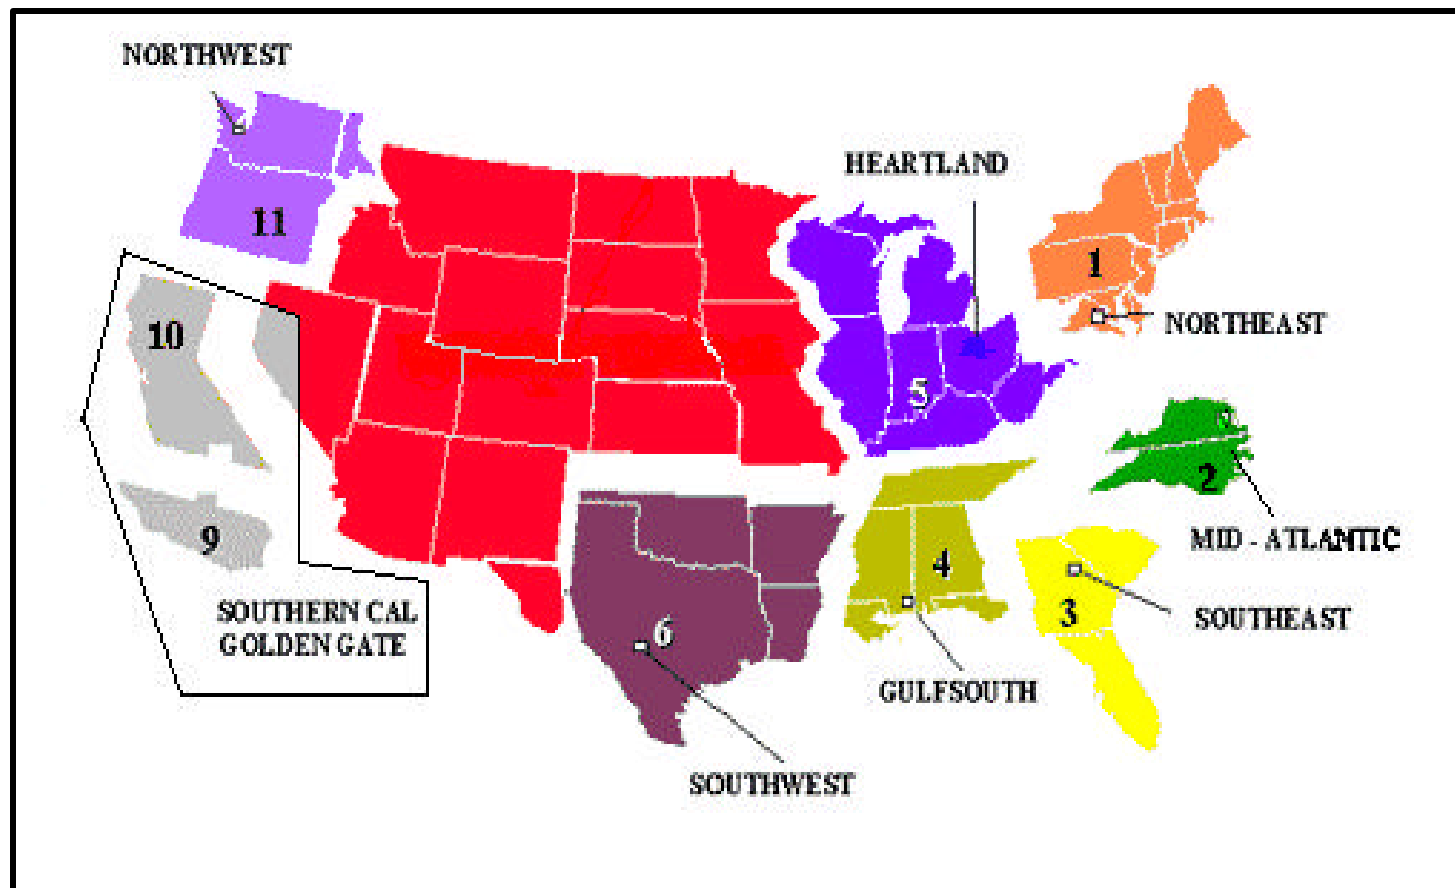 NORTHWEST
HEARTLAND
11
1
10
NORTHEAST
5
2
9
4
MID - ATLANTIC
SOUTHERN CAL
GOLDEN GATE
6
3
SOUTHEAST
GULFSOUTH
SOUTHWEST